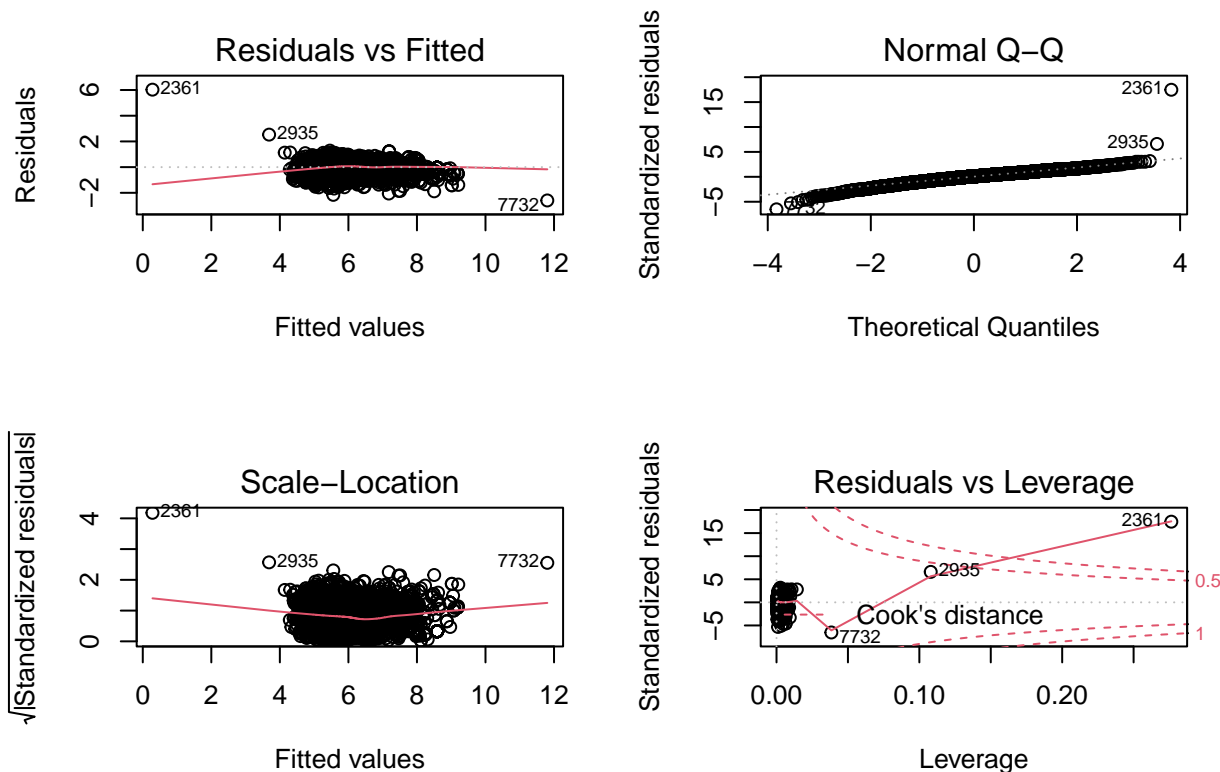 Residuals vs Fitted
Residuals
6
2
−2
2361
2935
7732
0 2 4 6 8 10 12
Fitted values
Normal Q−Q
Standardized residuals
15
5
−5
2361
2935
7732
−4 −2 0 2 4
Theoretical Quantiles
Scale−Location
√|Standardized residuals|
4
2
0
2361
2935
7732
0 2 4 6 8 10 12
Fitted values
Residuals vs Leverage
Standardized residuals
15
5
−5
2361
2935
7732
Cook's distance
0.5
1
0.00 0.10 0.20
Leverage